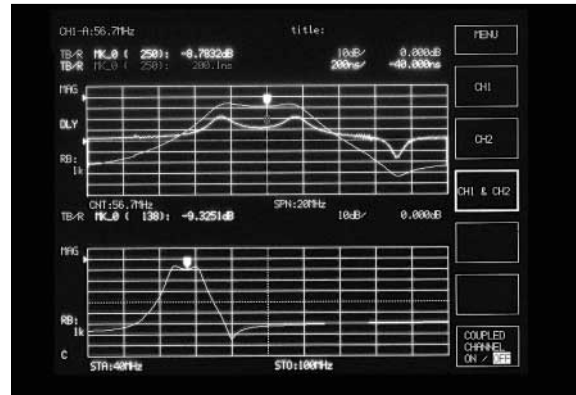 CH1-A:56.7MHz title:
TB/R MK_0 ( 250): -8.7832dB 10dB/ 0.000dB
TB/R MK_0 ( 250): 200.1ns 200ns/ -40.000ns
MAG
DLY
RB:
1k
CNT:56.7MHz SPN:20MHz
TB/R MK_0 ( 138): -9.3251dB 10dB/ 0.000dB
MAG
RB:
1k
C
STA:40MHz STO:100MHz
MENU
CH1
CH2
CH1 & CH2
COUPLED
CHANNEL
ON / OFF